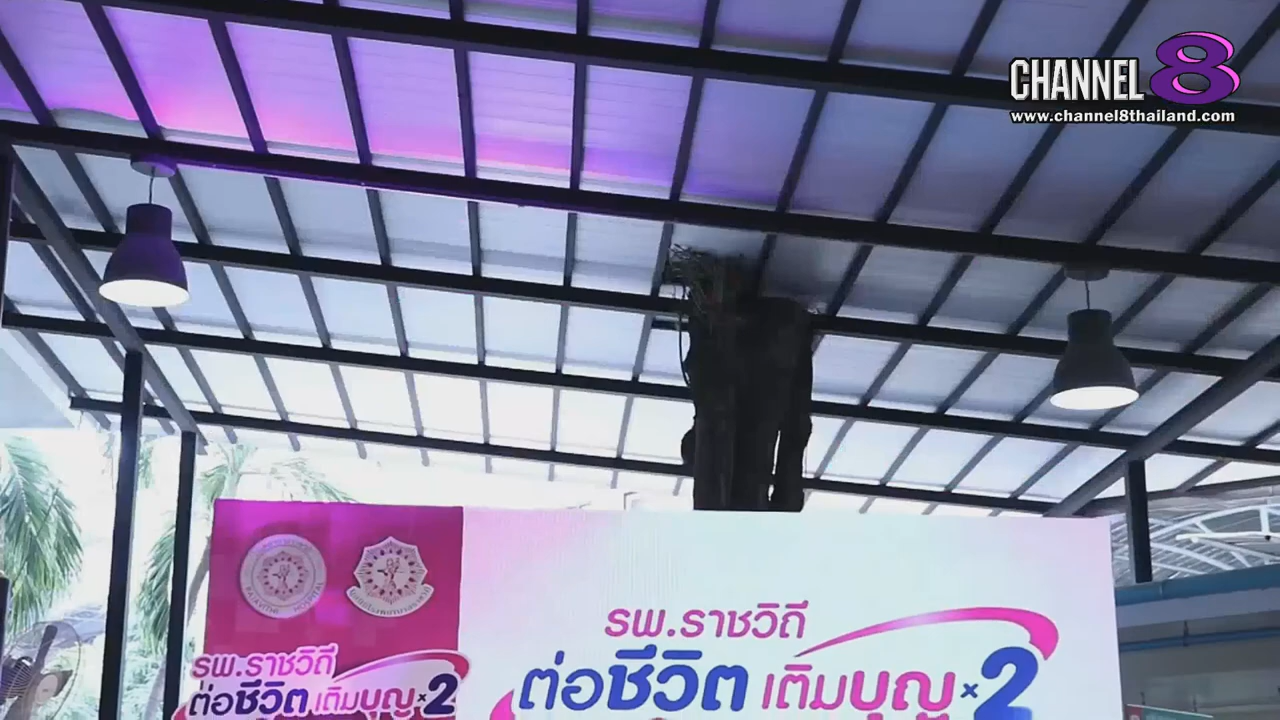 CHANNEL 8
www.channel8thailand.com
RAJAVITHI HOSPITAL
รพ.ราชวิถี
ต่อชีวิต เติมบุญ ×2
รพ.ราชวิถี
ต่อชีวิต เติมบุญ ×2